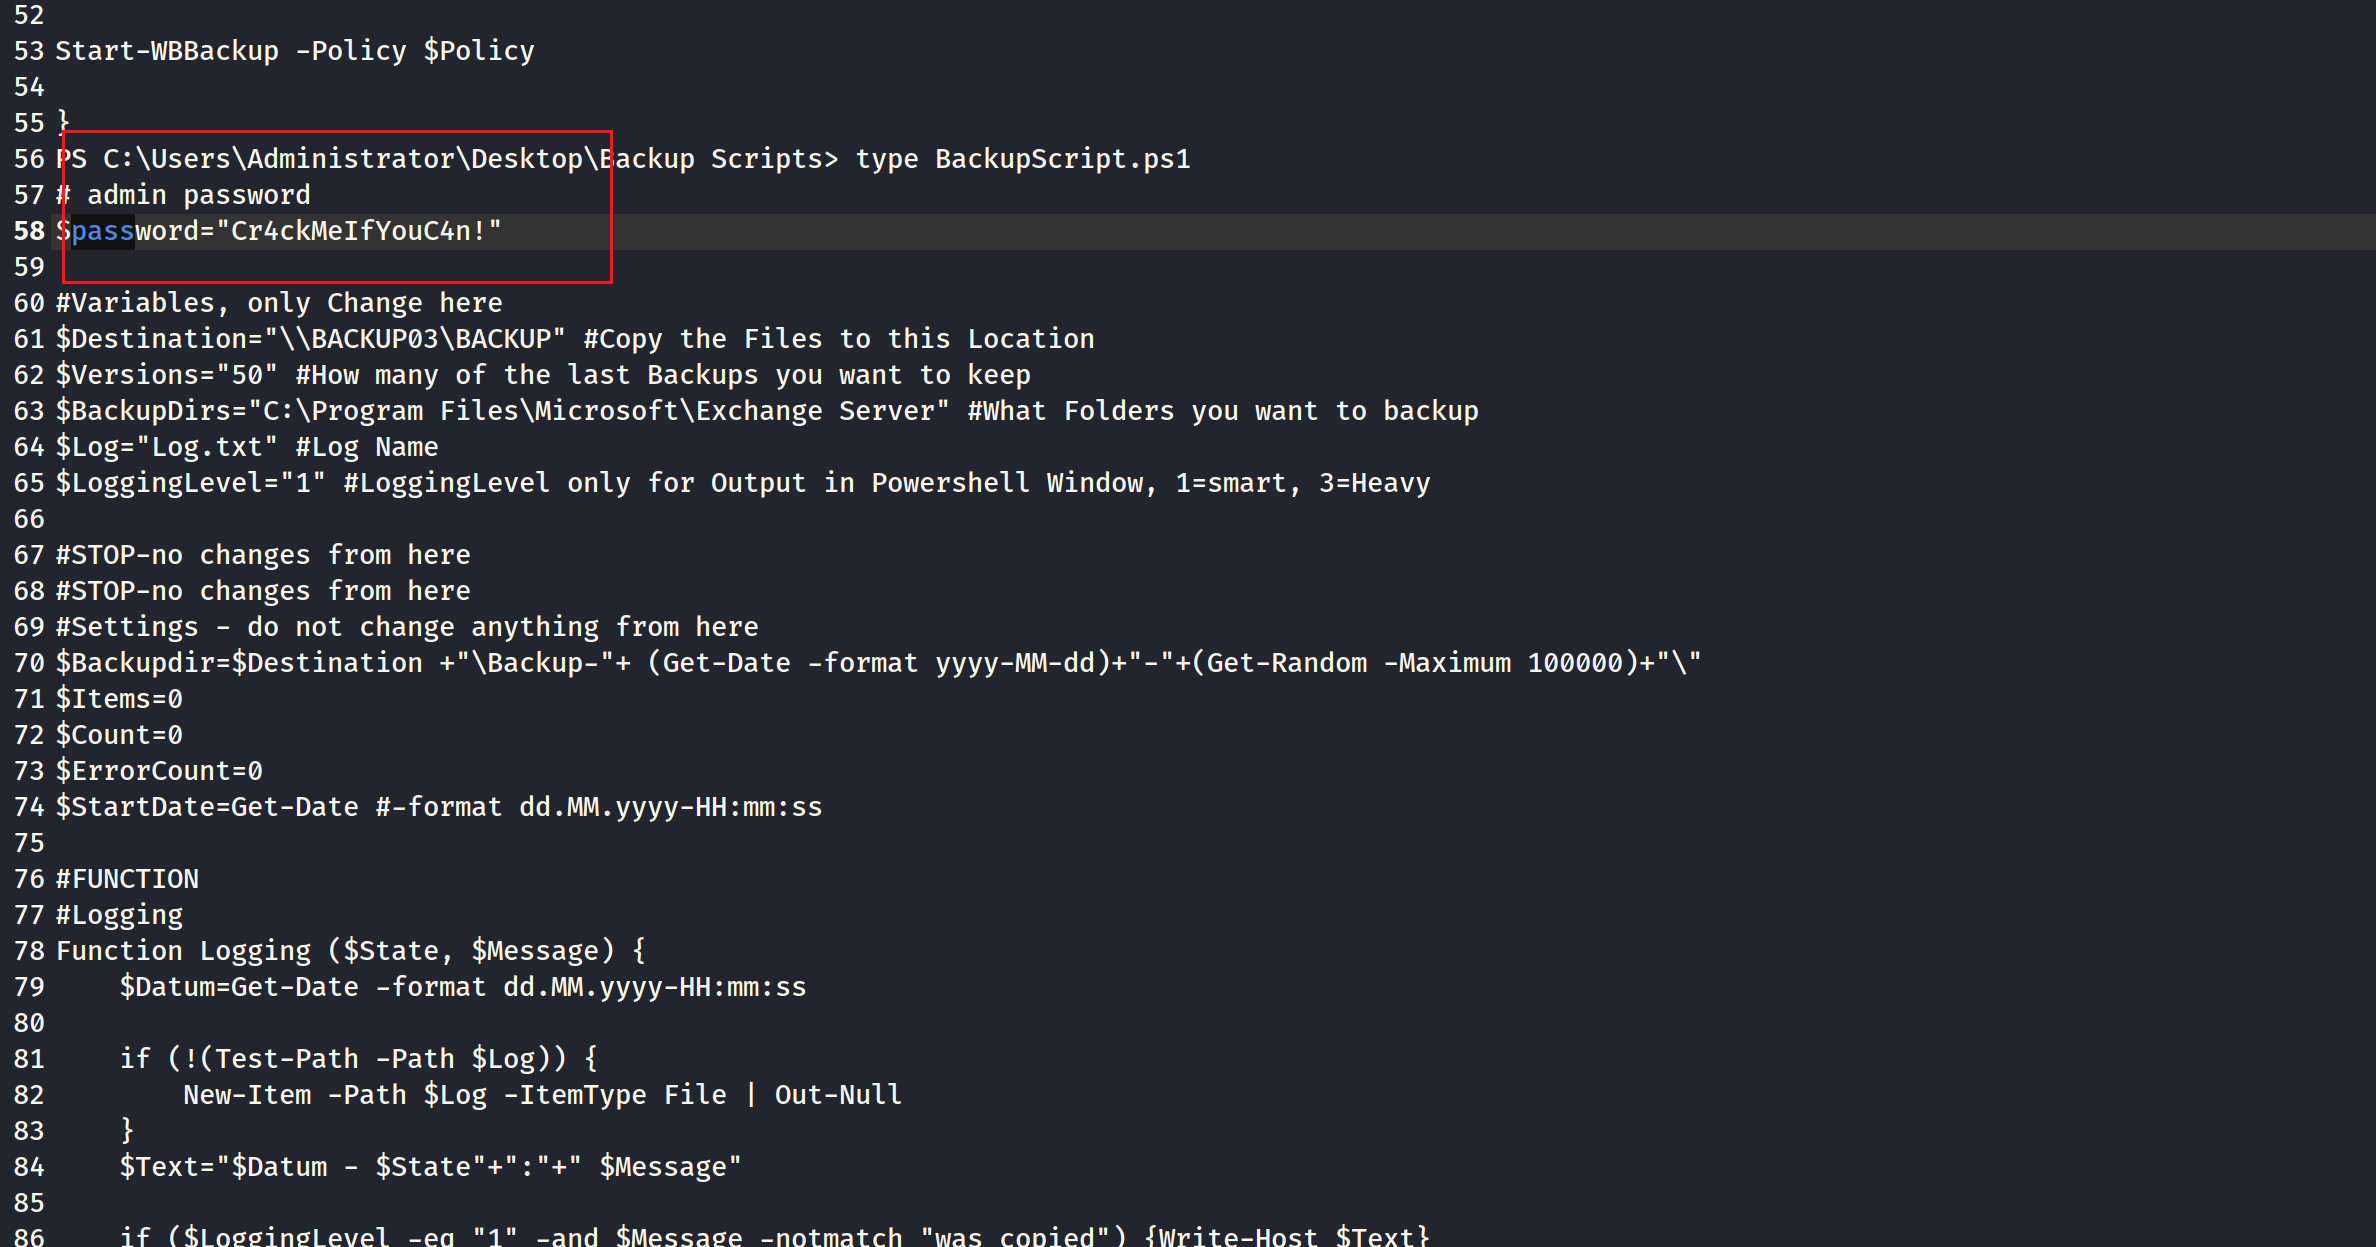 52
53 Start-WBBackup -Policy $Policy
54
55 }
56 PS C:\Users\Administrator\Desktop\Backup Scripts> type BackupScript.ps1
57 # admin password
58 $password="Cr4ckMeIfYouC4n!"
59
60 #Variables, only Change here
61 $Destination="\\BACKUP03\BACKUP" #Copy the Files to this Location
62 $Versions="50" #How many of the last Backups you want to keep
63 $BackupDirs="C:\Program Files\Microsoft\Exchange Server" #What Folders you want to backup
64 $Log="Log.txt" #Log Name
65 $LoggingLevel="1" #LoggingLevel only for Output in Powershell Window, 1=smart, 3=Heavy
66
67 #STOP-no changes from here
68 #STOP-no changes from here
69 #Settings - do not change anything from here
70 $Backupdir=$Destination +"\Backup-"+ (Get-Date -format yyyy-MM-dd)+"-"+(Get-Random -Maximum 100000)+"\"
71 $Items=0
72 $Count=0
73 $ErrorCount=0
74 $StartDate=Get-Date #-format dd.MM.yyyy-HH:mm:ss
75
76 #FUNCTION
77 #Logging
78 Function Logging ($State, $Message) {
79     $Datum=Get-Date -format dd.MM.yyyy-HH:mm:ss
80
81     if (!(Test-Path -Path $Log)) {
82         New-Item -Path $Log -ItemType File | Out-Null
83     }
84     $Text="$Datum - $State"+":"+" $Message"
85
86     if ($LoggingLevel -eq "1" -and $Message -notmatch "was copied") {Write-Host $Text}